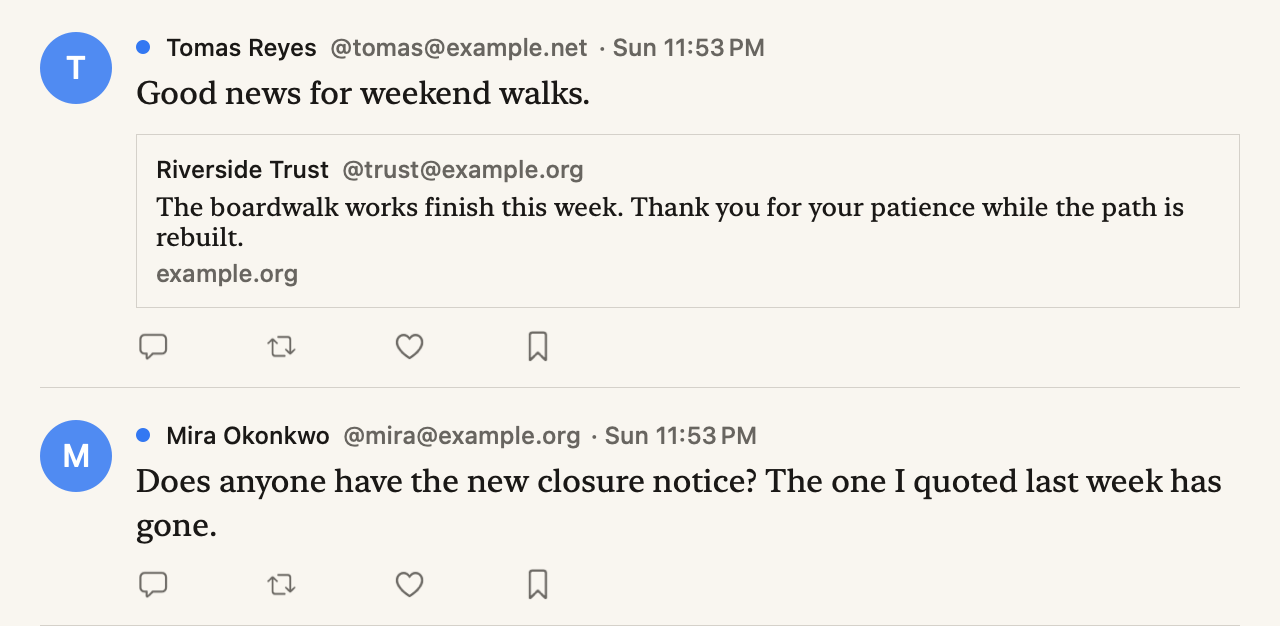 T
Tomas Reyes @tomas@example.net · Sun 11:53 PM
Good news for weekend walks.
Riverside Trust @trust@example.org
The boardwalk works finish this week. Thank you for your patience while the path is
rebuilt.
example.org
M
Mira Okonkwo @mira@example.org · Sun 11:53 PM
Does anyone have the new closure notice? The one I quoted last week has
gone.